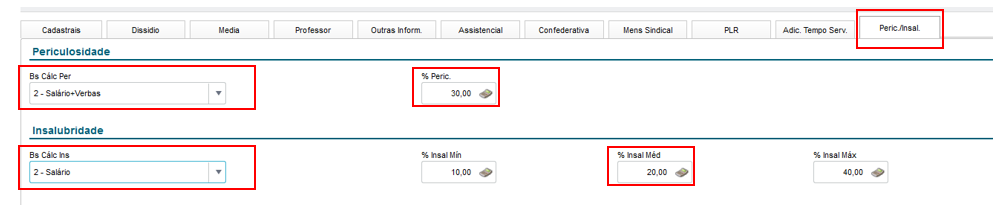 Cadastrais Dissidio Media Professor Outras Inform. Assistencial Confederativa Mens Sindical PLR Adic. Tempo Serv. Peric./Insal.
Periculosidade
Bs Cálc Per % Peric.
2 - Salário+Verbas 30,00
Insalubridade
Bs Cálc Ins % Insal Mín % Insal Méd % Insal Máx
2 - Salário 10,00 20,00 40,00